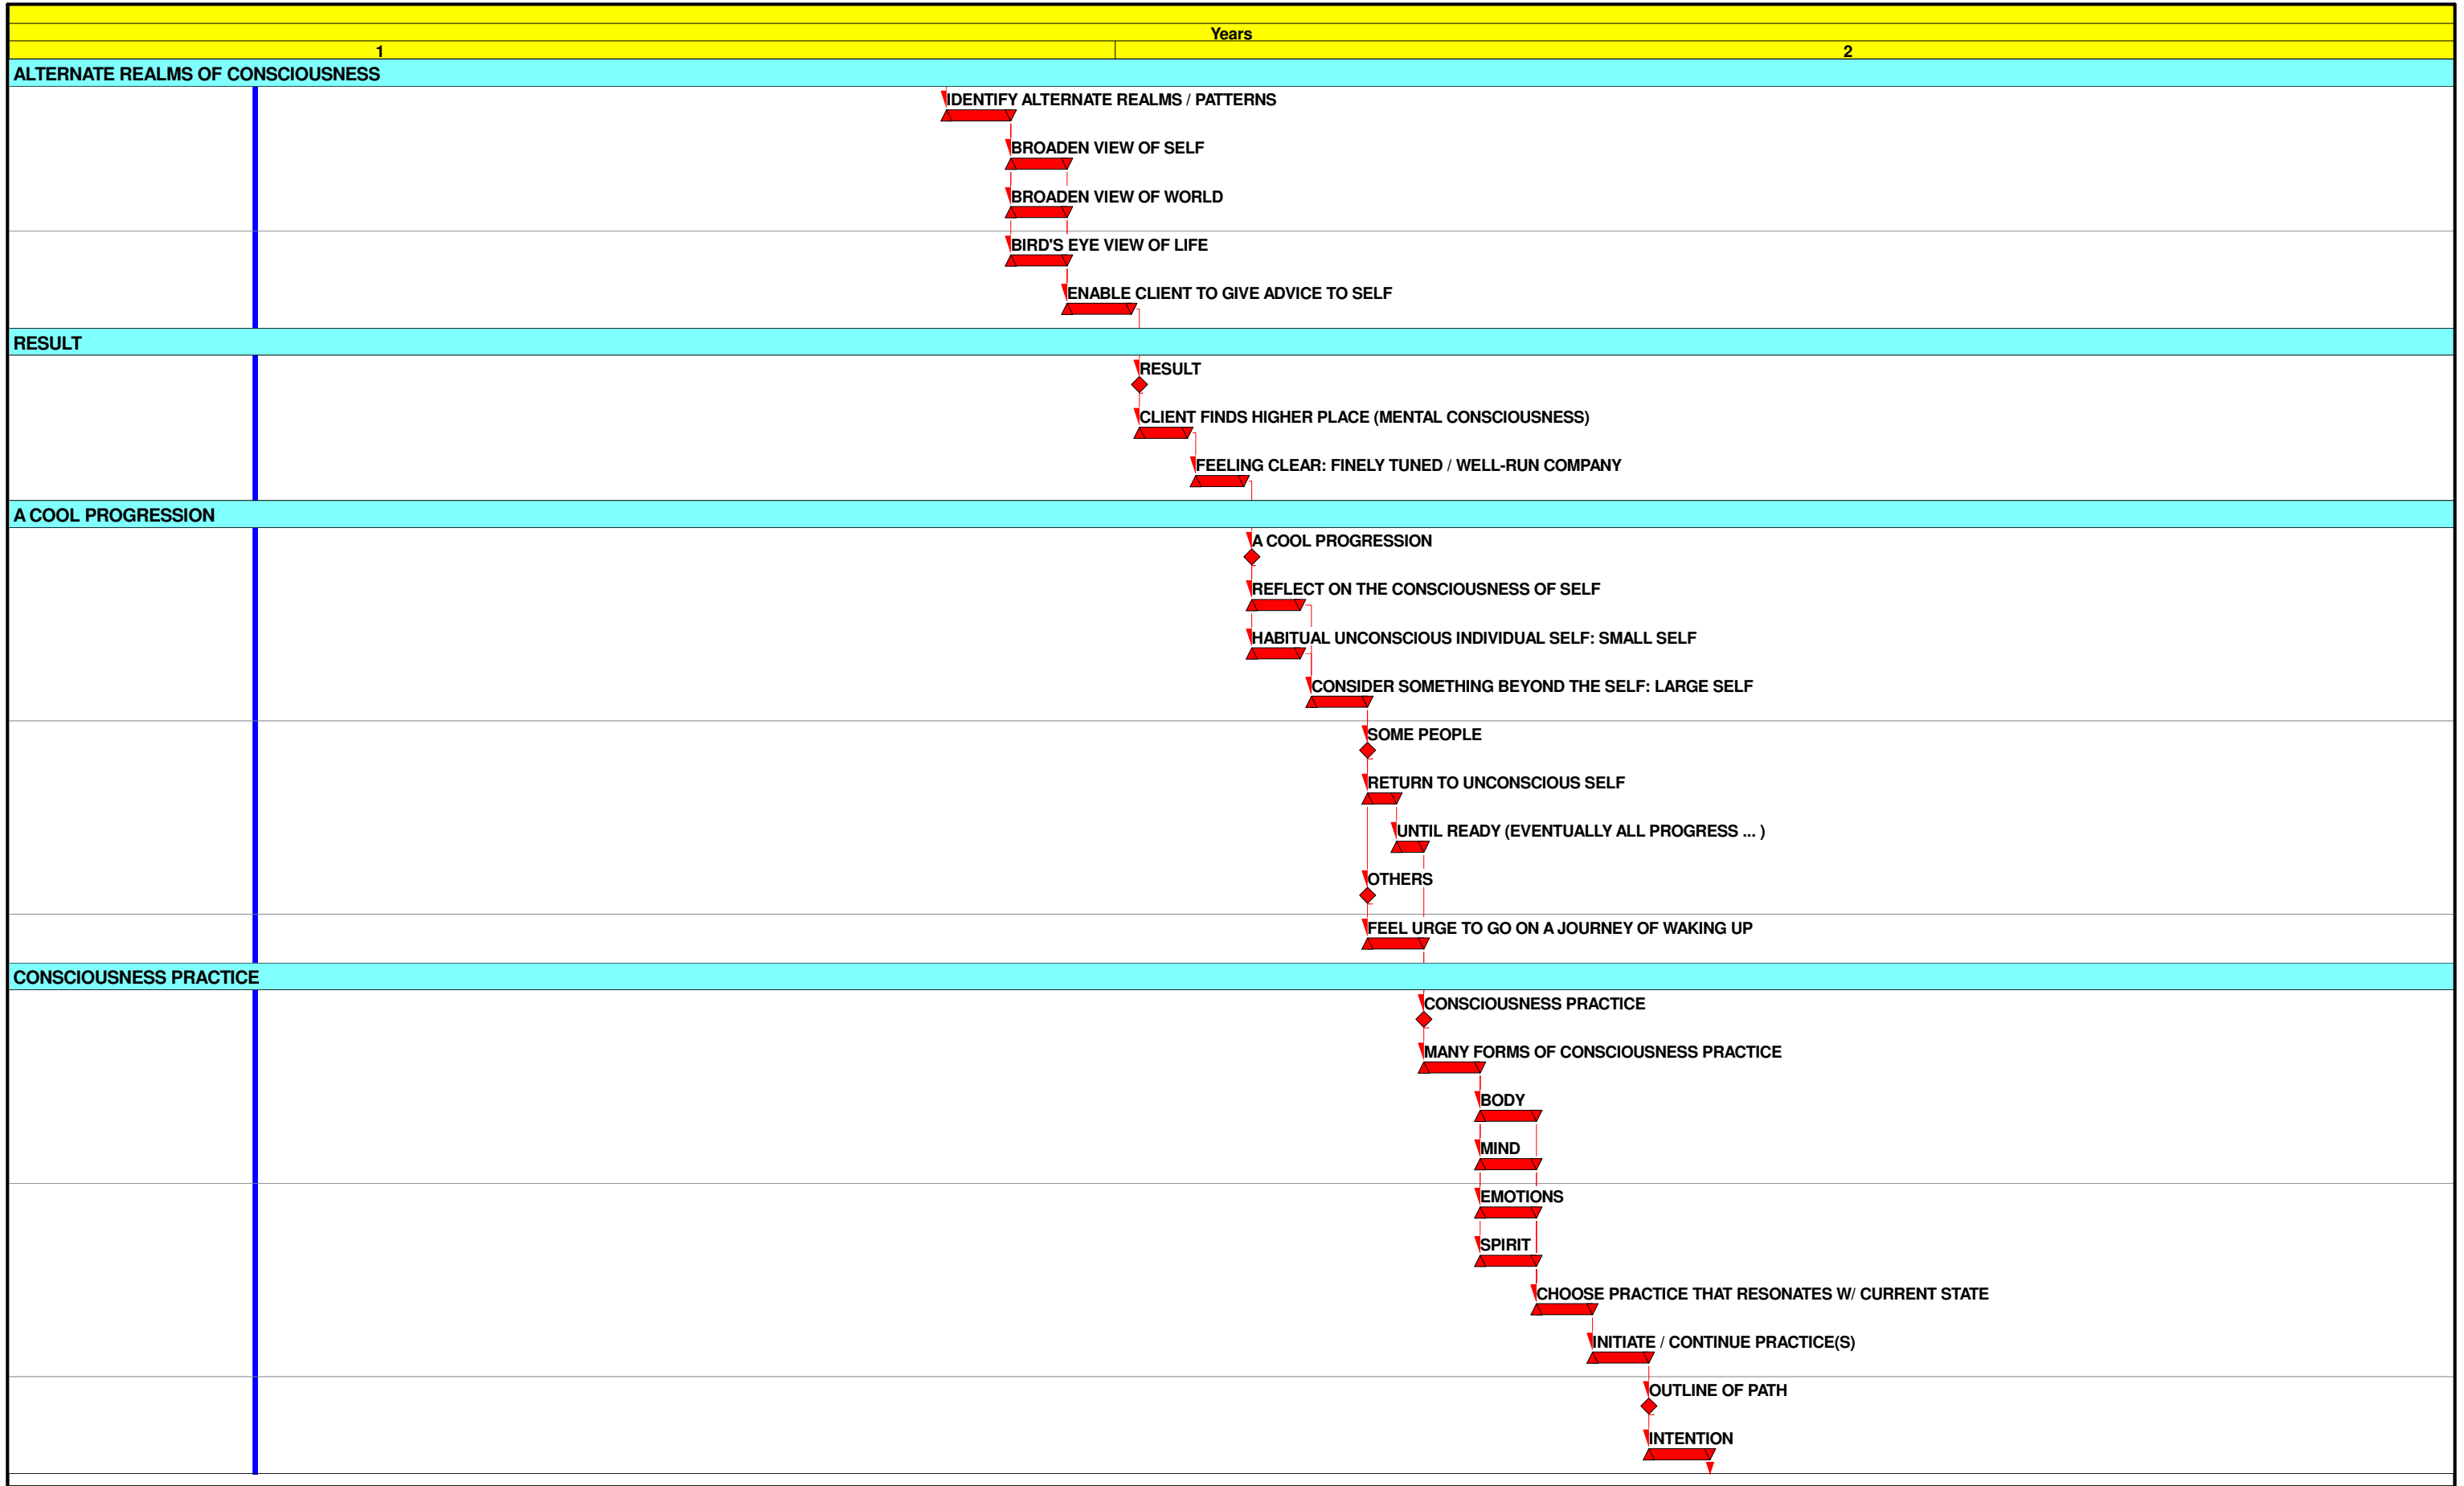 Years
1 2
ALTERNATE REALMS OF CONSCIOUSNESS
IDENTIFY ALTERNATE REALMS / PATTERNS
BROADEN VIEW OF SELF
BROADEN VIEW OF WORLD
BIRD'S EYE VIEW OF LIFE
ENABLE CLIENT TO GIVE ADVICE TO SELF
RESULT
RESULT
CLIENT FINDS HIGHER PLACE (MENTAL CONSCIOUSNESS)
FEELING CLEAR: FINELY TUNED / WELL-RUN COMPANY
A COOL PROGRESSION
A COOL PROGRESSION
REFLECT ON THE CONSCIOUSNESS OF SELF
HABITUAL UNCONSCIOUS INDIVIDUAL SELF: SMALL SELF
CONSIDER SOMETHING BEYOND THE SELF: LARGE SELF
SOME PEOPLE
RETURN TO UNCONSCIOUS SELF
UNTIL READY (EVENTUALLY ALL PROGRESS ... )
OTHERS
FEEL URGE TO GO ON A JOURNEY OF WAKING UP
CONSCIOUSNESS PRACTICE
CONSCIOUSNESS PRACTICE
MANY FORMS OF CONSCIOUSNESS PRACTICE
BODY
MIND
EMOTIONS
SPIRIT
CHOOSE PRACTICE THAT RESONATES W/ CURRENT STATE
INITIATE / CONTINUE PRACTICE(S)
OUTLINE OF PATH
INTENTION